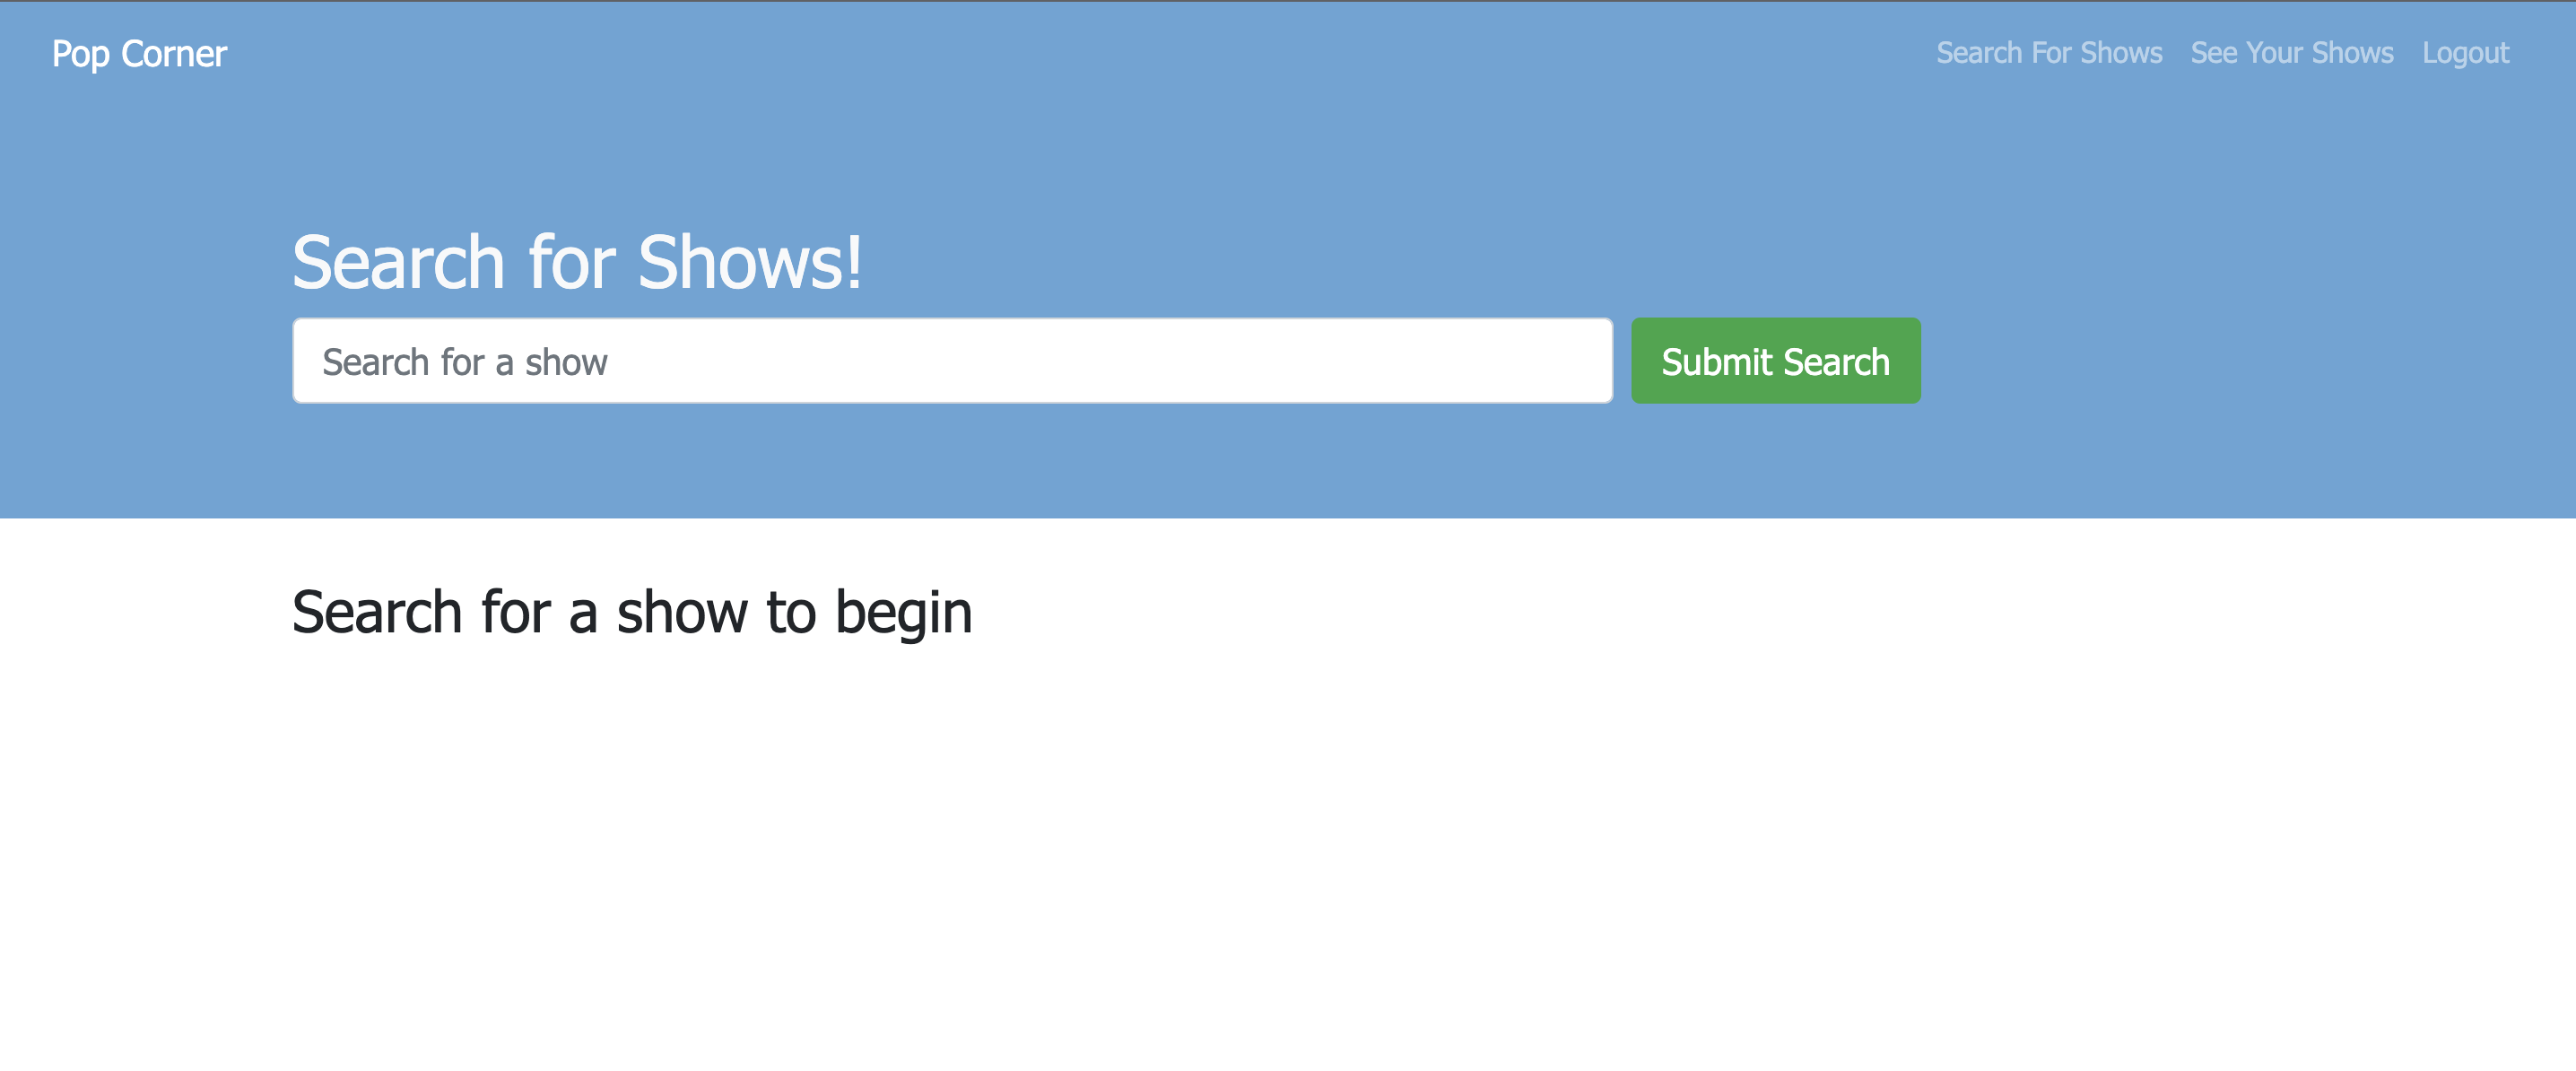 Pop Corner
Search For Shows See Your Shows Logout
Search for Shows!
Search for a show
Submit Search
Search for a show to begin